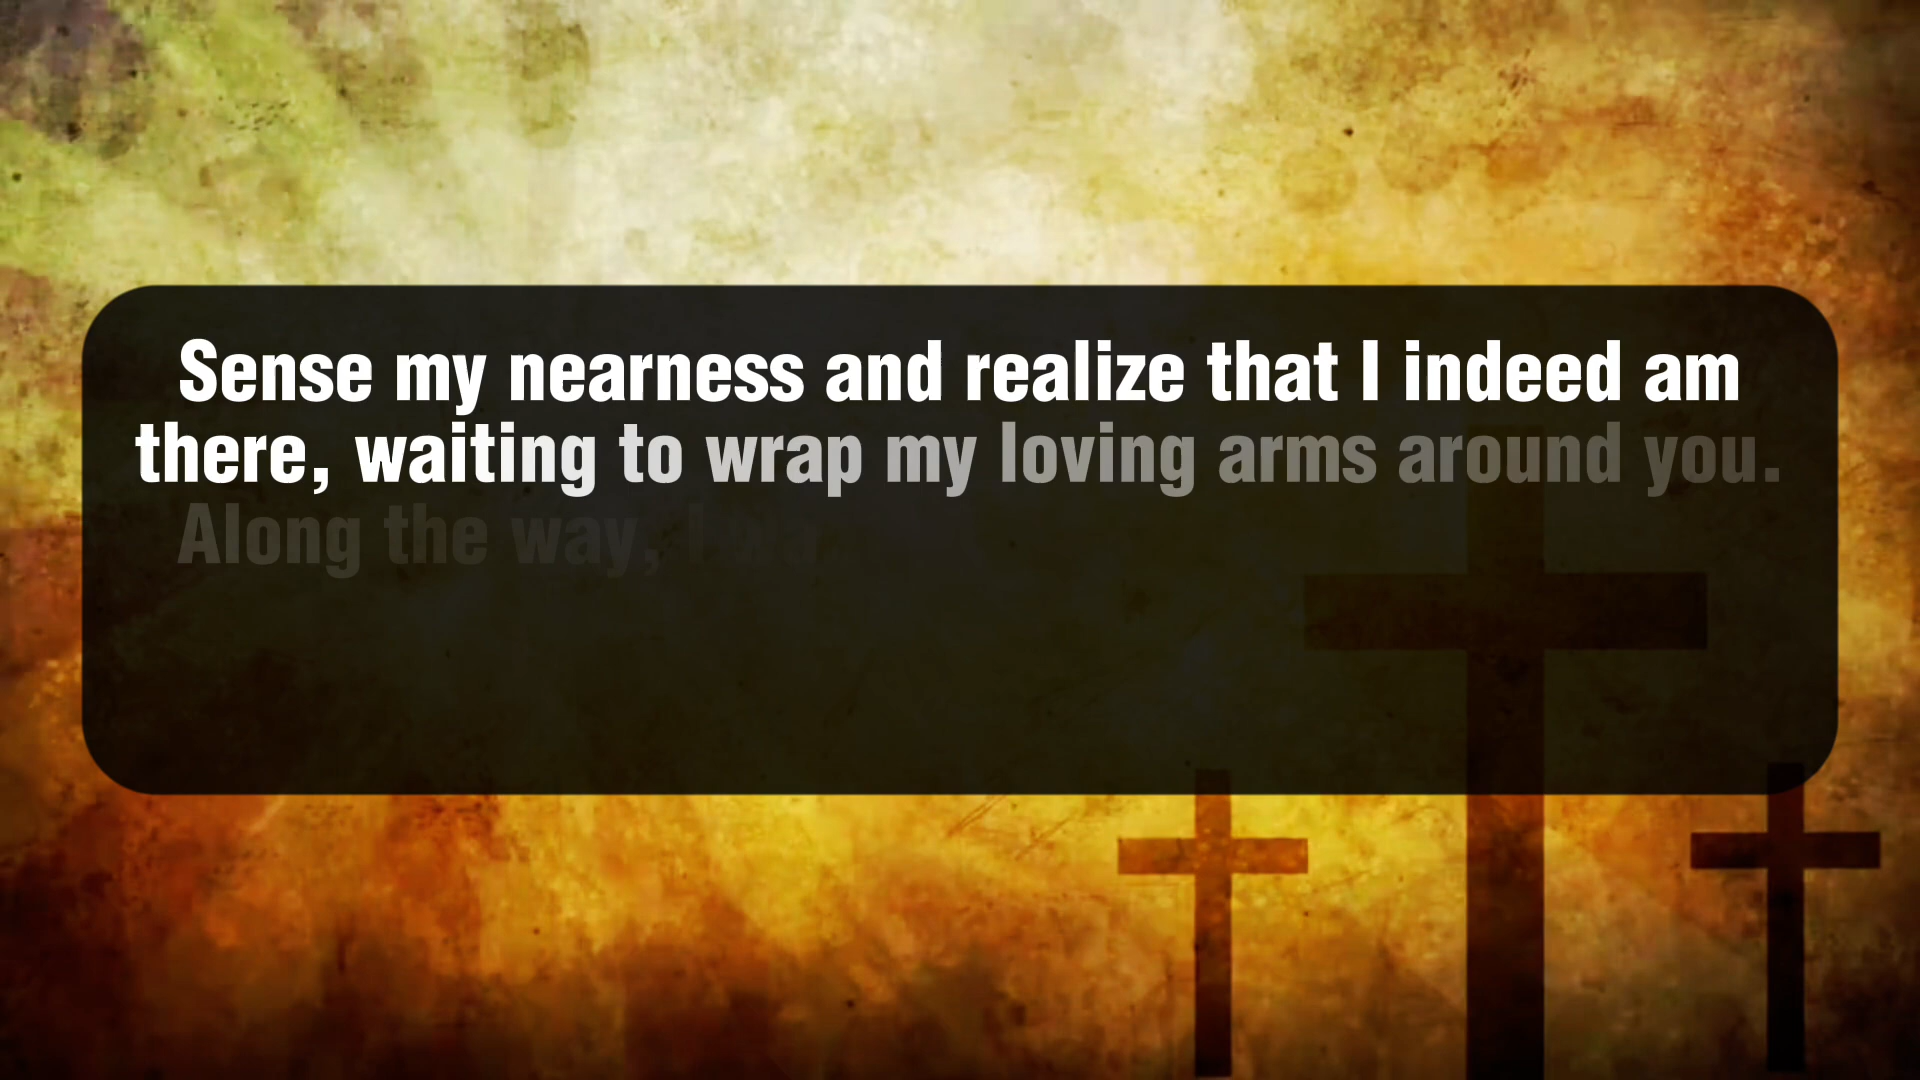 Sense my nearness and realize that I indeed am
there, waiting to wrap my loving arms around you.
Along the way, I